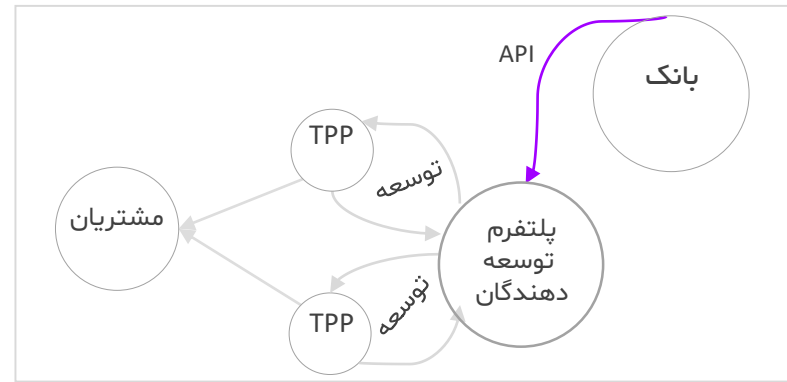 بانک
API
TPP
توسعه
مشتریان
پلتفرم
توسعه
دهندگان
TPP
توسعه